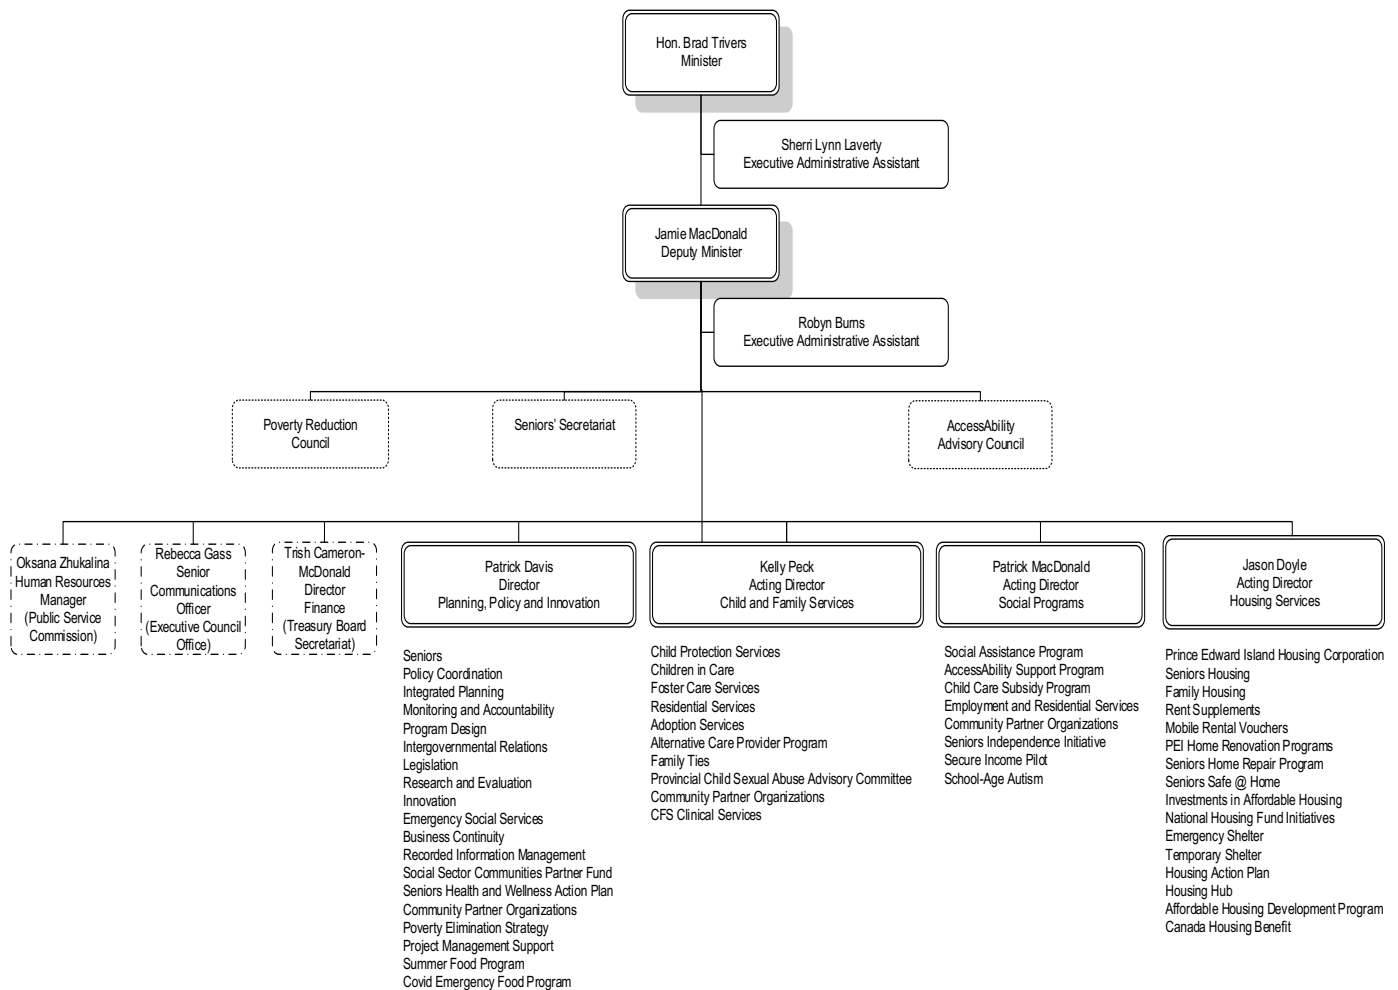 Hon. Brad Trivers
Minister
Sherri Lynn Laverty
Executive Administrative Assistant
Jamie MacDonald
Deputy Minister
Robyn Burns
Executive Administrative Assistant
Poverty Reduction
Council
Seniors' Secretariat
AccessAbility
Advisory Council
Oksana Zhukalina
Human Resources
Manager
(Public Service
Commission)
Rebecca Gass
Senior
Communications
Officer
(Executive Council
Office)
Trish Cameron-
McDonald
Director
Finance
(Treasury Board
Secretariat)
Patrick Davis
Director
Planning, Policy and Innovation
Kelly Peck
Acting Director
Child and Family Services
Patrick MacDonald
Acting Director
Social Programs
Jason Doyle
Acting Director
Housing Services
Seniors
Policy Coordination
Integrated Planning
Monitoring and Accountability
Program Design
Intergovernmental Relations
Legislation
Research and Evaluation
Innovation
Emergency Social Services
Business Continuity
Recorded Information Management
Social Sector Communities Partner Fund
Seniors Health and Wellness Action Plan
Community Partner Organizations
Poverty Elimination Strategy
Project Management Support
Summer Food Program
Covid Emergency Food Program
Child Protection Services
Children in Care
Foster Care Services
Residential Services
Adoption Services
Alternative Care Provider Program
Family Ties
Provincial Child Sexual Abuse Advisory Committee
Community Partner Organizations
CFS Clinical Services
Social Assistance Program
AccessAbility Support Program
Child Care Subsidy Program
Employment and Residential Services
Community Partner Organizations
Seniors Independence Initiative
Secure Income Pilot
School-Age Autism
Prince Edward Island Housing Corporation
Seniors Housing
Family Housing
Rent Supplements
Mobile Rental Vouchers
PEI Home Renovation Programs
Seniors Home Repair Program
Seniors Safe @ Home
Investments in Affordable Housing
National Housing Fund Initiatives
Emergency Shelter
Temporary Shelter
Housing Action Plan
Housing Hub
Affordable Housing Development Program
Canada Housing Benefit